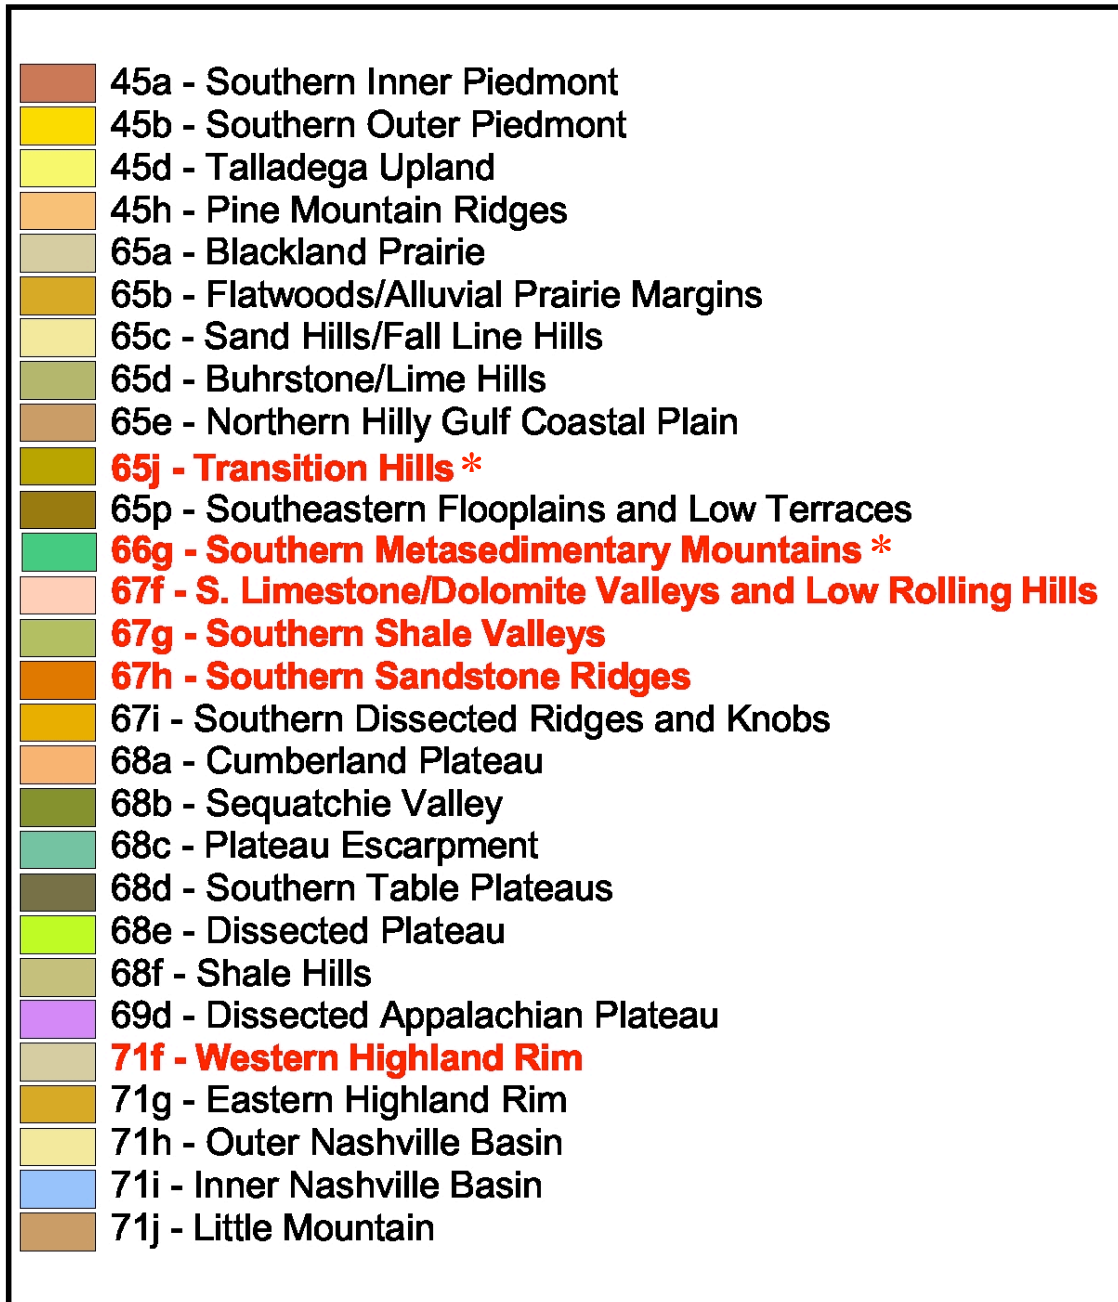 45a - Southern Inner Piedmont
45b - Southern Outer Piedmont
45d - Talladega Upland
45h - Pine Mountain Ridges
65a - Blackland Prairie
65b - Flatwoods/Alluvial Prairie Margins
65c - Sand Hills/Fall Line Hills
65d - Buhrstone/Lime Hills
65e - Northern Hilly Gulf Coastal Plain
65j - Transition Hills *
65p - Southeastern Flooplains and Low Terraces
66g - Southern Metasedimentary Mountains *
67f - S. Limestone/Dolomite Valleys and Low Rolling Hills
67g - Southern Shale Valleys
67h - Southern Sandstone Ridges
67i - Southern Dissected Ridges and Knobs
68a - Cumberland Plateau
68b - Sequatchie Valley
68c - Plateau Escarpment
68d - Southern Table Plateaus
68e - Dissected Plateau
68f - Shale Hills
69d - Dissected Appalachian Plateau
71f - Western Highland Rim
71g - Eastern Highland Rim
71h - Outer Nashville Basin
71i - Inner Nashville Basin
71j - Little Mountain